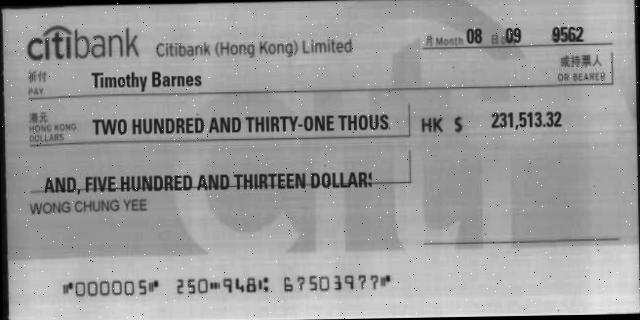 citibank Citibank (Hong Kong) Limited
月 Month 08 日 09 9562
祈付 PAY Timothy Barnes 或持票人 OR BEARER
港元 HONG KONG DOLLARS TWO HUNDRED AND THIRTY-ONE THOUS HK $ 231,513.32
AND, FIVE HUNDRED AND THIRTEEN DOLLARS
WONG CHUNG YEE
⑈000005⑈ 250⑉948⑆ 67503977⑈